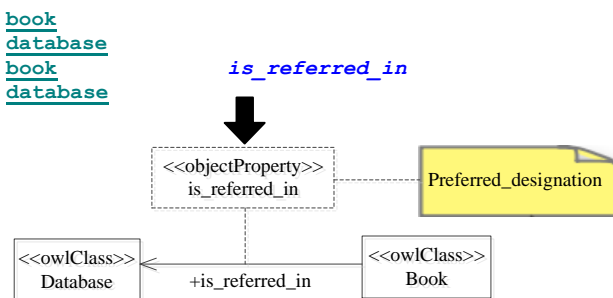 book
database
book is_referred_in
database
<<objectProperty>>
is_referred_in
Preferred_designation
<<owlClass>>
Database
+is_referred_in
<<owlClass>>
Book